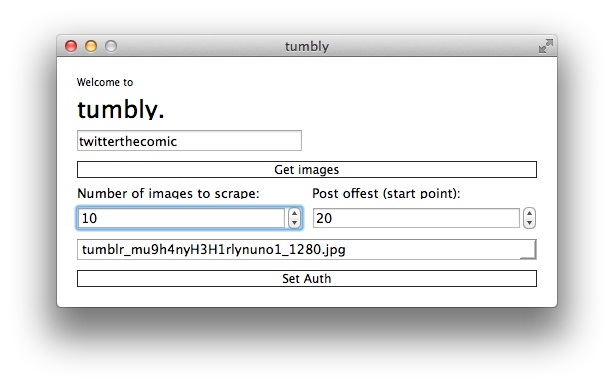 tumbly
Welcome to
tumbly.
twitterthecomic
Get images
Number of images to scrape: Post offest (start point):
10 20
tumblr_mu9h4nyH3H1rlynuno1_1280.jpg
Set Auth